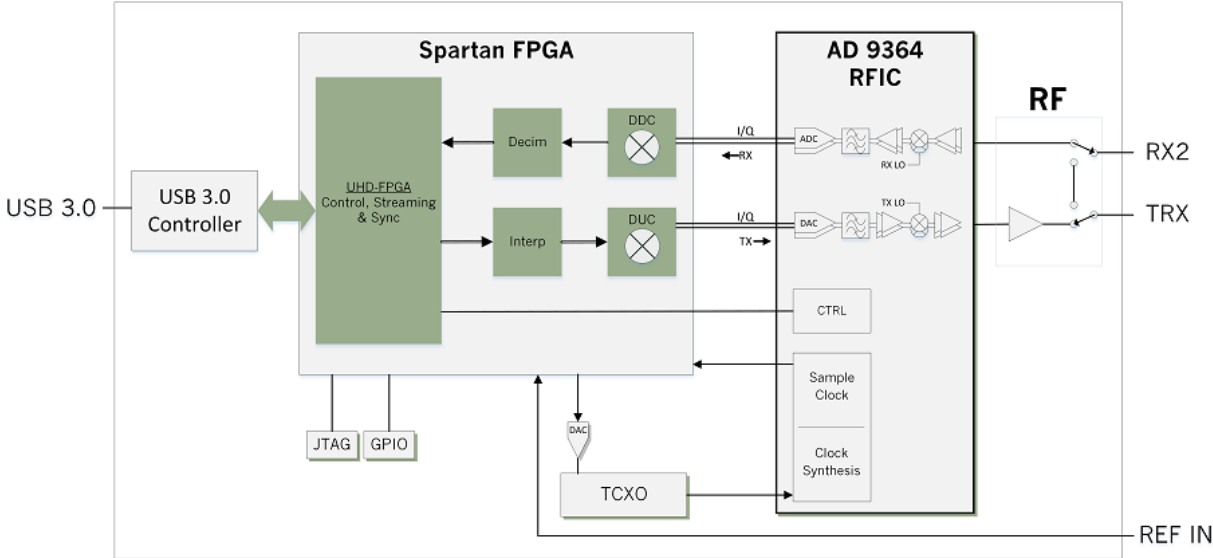 Spartan FPGA
AD 9364
RFIC
RF
DDC
Decim
I/Q
RX
ADC
RX LO
RX2
UHD-FPGA
Control, Streaming
& Sync
USB 3.0
USB 3.0
Controller
TX LO
TRX
DUC
Interp
I/Q
TX
DAC
CTRL
Sample
Clock
Clock
Synthesis
JTAG
GPIO
DAC
TCXO
REF IN